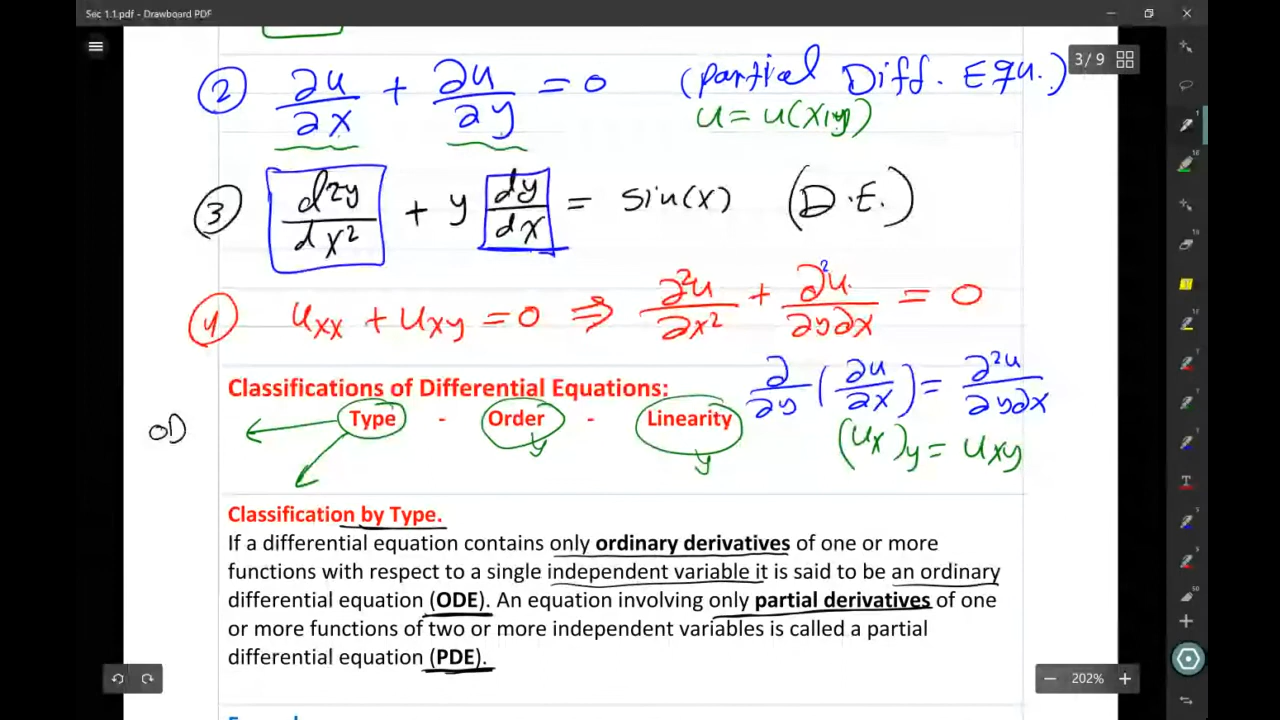 Sec 1.1.pdf - Drawboard PDF
3 / 9
② ∂u/∂x + ∂u/∂y = 0 (partial Diff. Equ.)
u = u(x,y)
③ d2y/dx² + y dy/dx = sin(x) (D.E.)
④ uxx + uxy = 0 ⇒ ∂²u/∂x² + ∂²u/∂y∂x = 0
Classifications of Differential Equations:
∂/∂y (∂u/∂x) = ∂²u/∂y∂x
OD Type - Order - Linearity
(ux)y = uxy
Classification by Type.
If a differential equation contains only ordinary derivatives of one or more
functions with respect to a single independent variable it is said to be an ordinary
differential equation (ODE). An equation involving only partial derivatives of one
or more functions of two or more independent variables is called a partial
differential equation (PDE).
202%